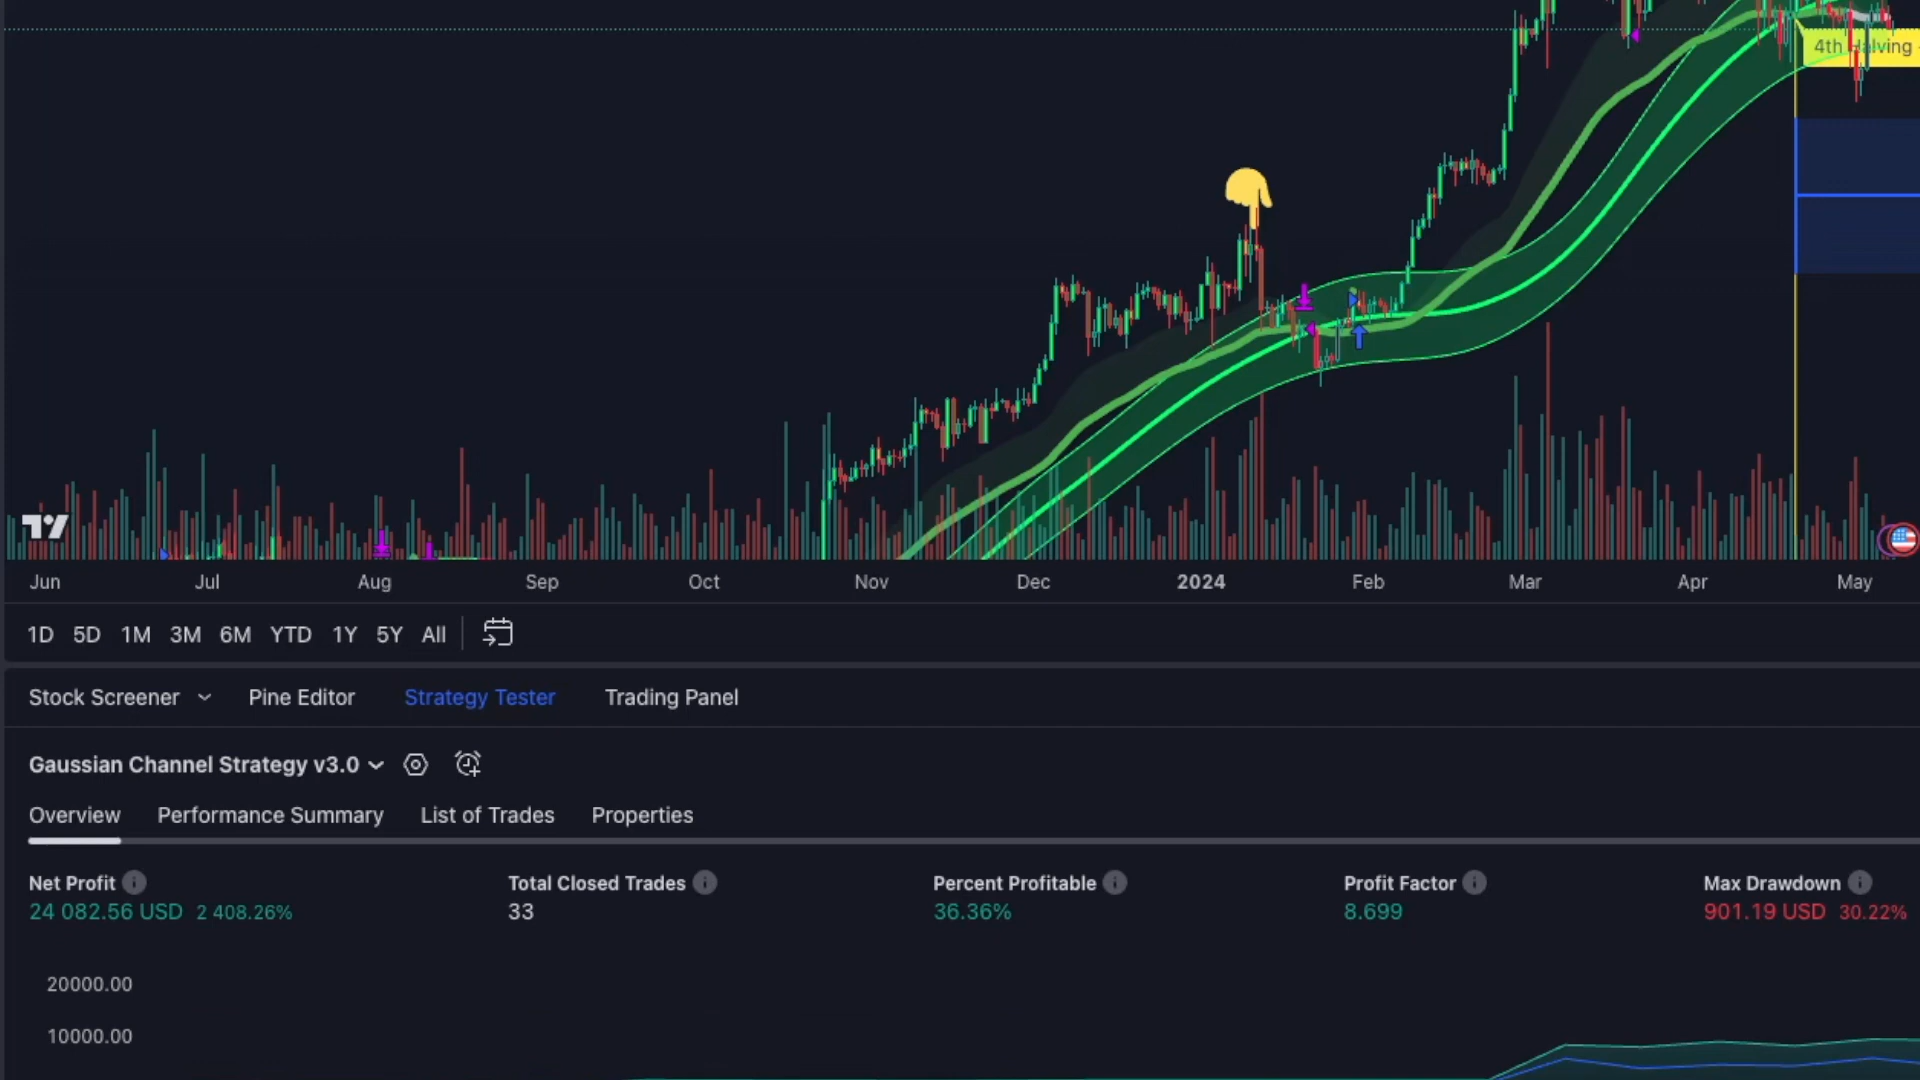 4th Halving
Jun Jul Aug Sep Oct Nov Dec 2024 Feb Mar Apr May
1D 5D 1M 3M 6M YTD 1Y 5Y All
Stock Screener Pine Editor Strategy Tester Trading Panel
Gaussian Channel Strategy v3.0
Overview Performance Summary List of Trades Properties
Net Profit Total Closed Trades Percent Profitable Profit Factor Max Drawdown
24 082.56 USD 2 408.26% 33 36.36% 8.699 901.19 USD 30.22%
20000.00
10000.00